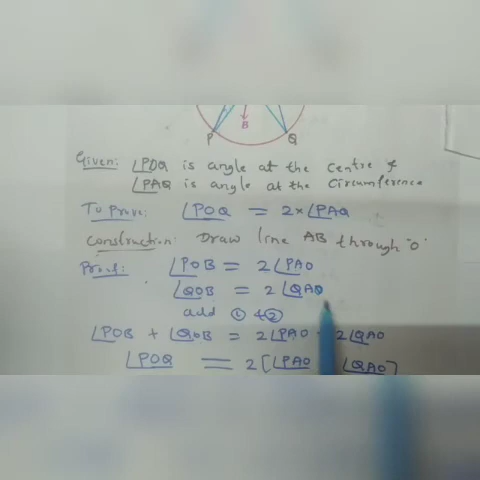 P
B
Q
Given: ∠POQ is angle at the centre &
∠PAQ is angle at the Circumference
To prove: ∠POQ = 2×∠PAQ
Construction: Draw line AB through "O"
Proof: ∠POB = 2∠PAO
∠QOB = 2∠QAO
add ① & ②
∠POB + ∠QOB = 2∠PAO 2∠QAO
∠POQ = 2[∠PAO ∠QAO]